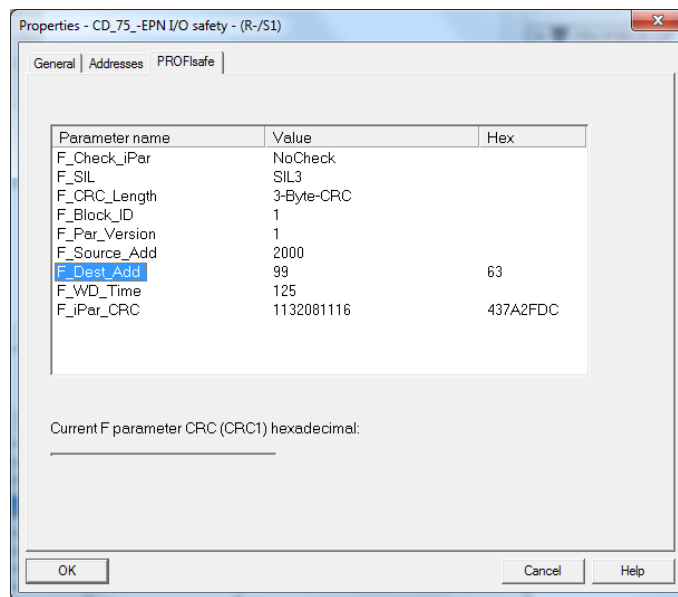 Properties - CD_75_-EPN I/O safety - (R-/S1)
General Addresses PROFIsafe
Parameter name Value Hex
F_Check_iPar NoCheck
F_SIL SIL3
F_CRC_Length 3-Byte-CRC
F_Block_ID 1
F_Par_Version 1
F_Source_Add 2000
F_Dest_Add 99 63
F_WD_Time 125
F_iPar_CRC 1132081116 437A2FDC
Current F parameter CRC (CRC1) hexadecimal:
OK Cancel Help